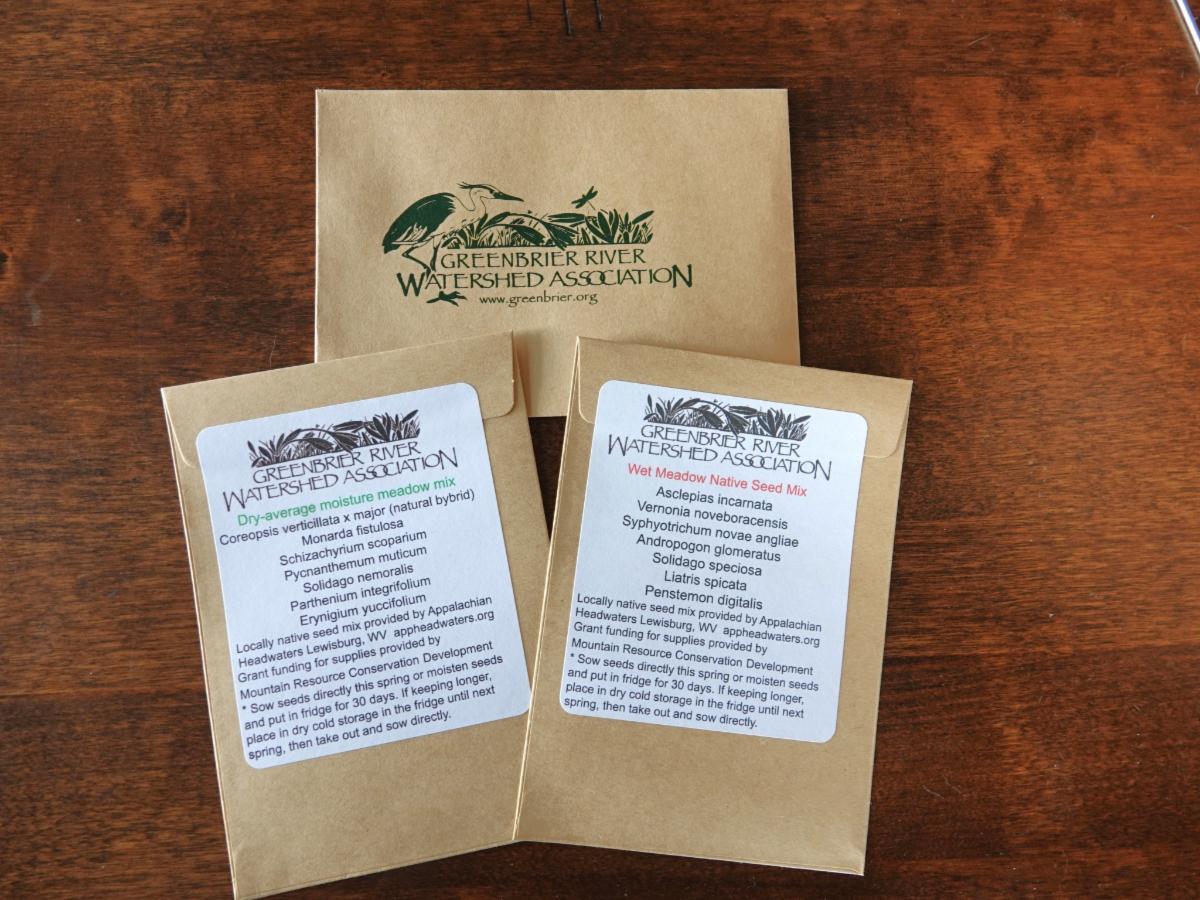 GREENBRIER RIVER
WATERSHED ASSOCIATION
www.greenbrier.org
GREENBRIER RIVER
WATERSHED ASSOCIATION
Dry-average moisture meadow mix
Coreopsis verticillata x major (natural bybrid)
Monarda fistulosa
Schizachyrium scoparium
Pycnanthemum muticum
Solidago nemoralis
Parthenium integrifolium
Erynigium yuccifolium
Locally native seed mix provided by Appalachian
Headwaters Lewisburg, WV appheadwaters.org
Grant funding for supplies provided by
Mountain Resource Conservation Development
* Sow seeds directly this spring or moisten seeds
and put in fridge for 30 days. If keeping longer,
place in dry cold storage in the fridge until next
spring, then take out and sow directly.
GREENBRIER RIVER
WATERSHED ASSOCIATION
Wet Meadow Native Seed Mix
Asclepias incarnata
Vernonia noveboracensis
Syphyotrichum novae angliae
Andropogon glomeratus
Solidago speciosa
Liatris spicata
Penstemon digitalis
Locally native seed mix provided by Appalachian
Headwaters Lewisburg, WV appheadwaters.org
Grant funding for supplies provided by
Mountain Resource Conservation Development
* Sow seeds directly this spring or moisten seeds
and put in fridge for 30 days. If keeping longer,
place in dry cold storage in the fridge until next
spring, then take out and sow directly.